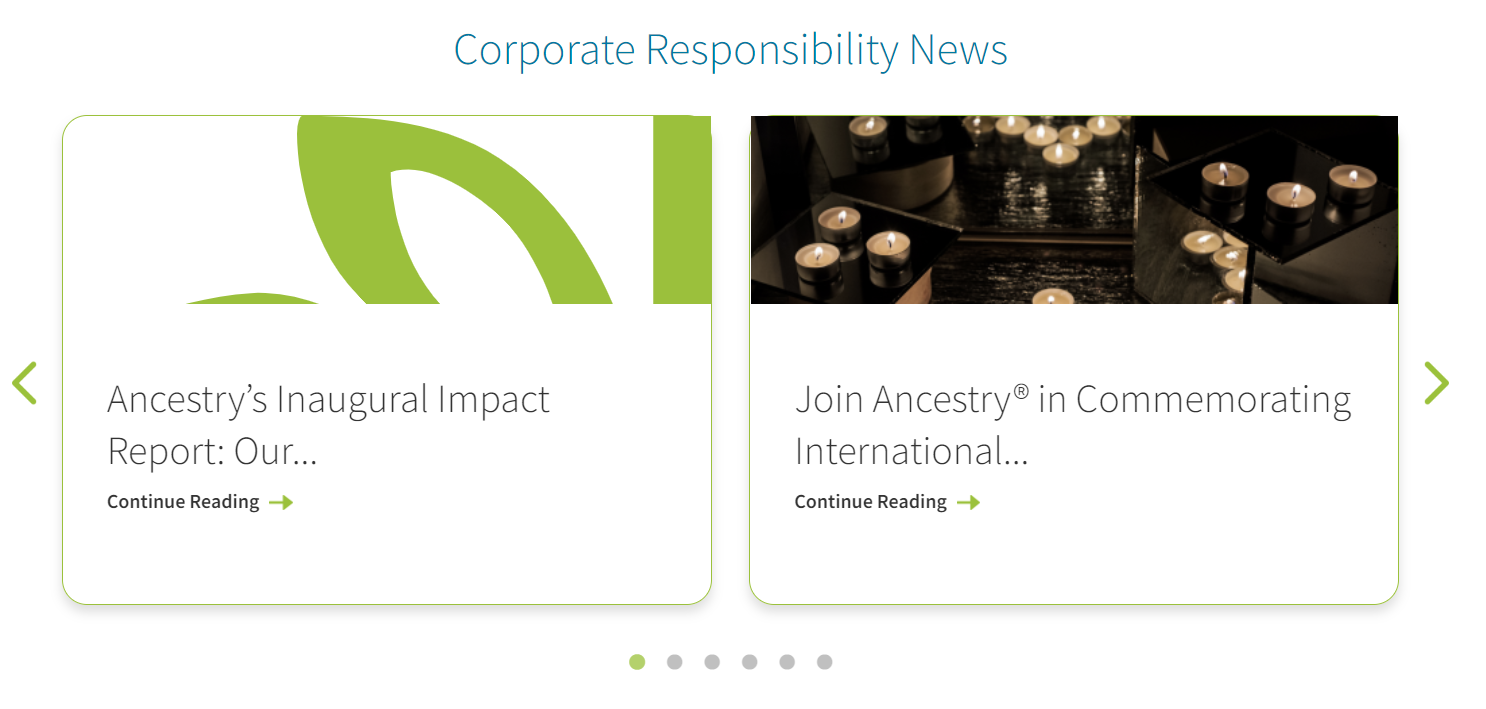 Corporate Responsibility News
Ancestry’s Inaugural Impact
Report: Our...
Continue Reading
Join Ancestry® in Commemorating
International...
Continue Reading